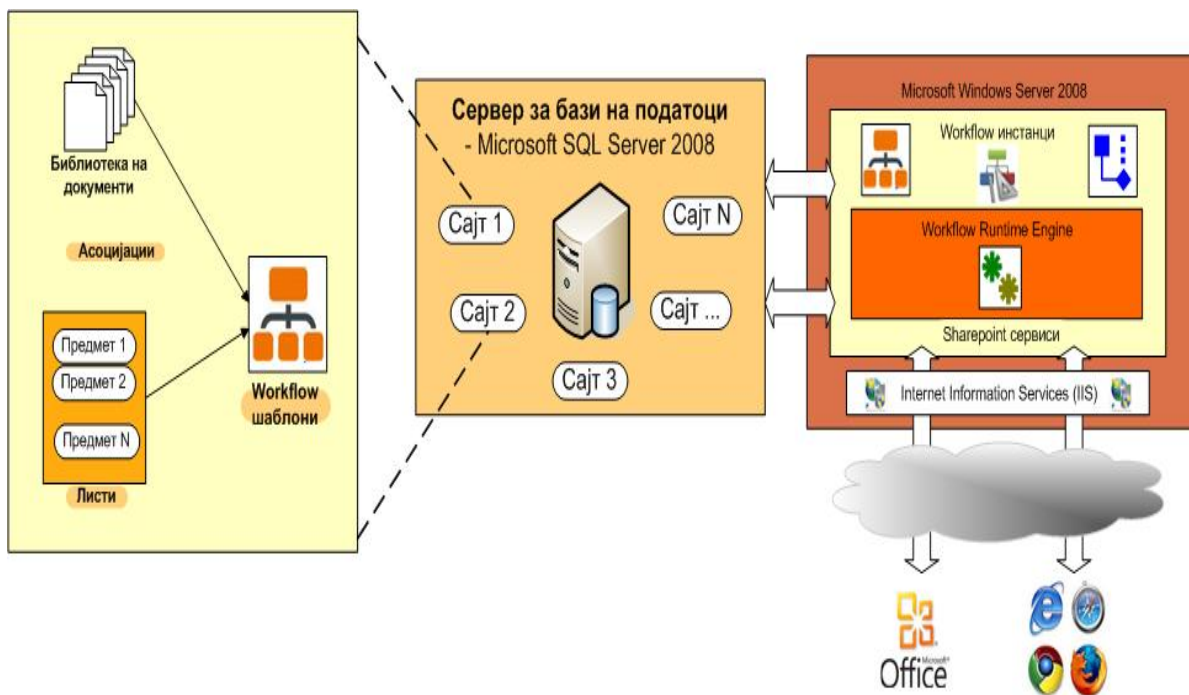 Библиотека на
документи
Асоцијации
Предмет 1
Предмет 2
Предмет N
Листи
Workflow
шаблони
Сервер за бази на податоци
- Microsoft SQL Server 2008
Сајт 1
Сајт N
Сајт 2
Сајт ...
Сајт 3
Microsoft Windows Server 2008
Workflow инстанци
Workflow Runtime Engine
Sharepoint сервиси
Internet Information Services (IIS)
Microsoft®
Office